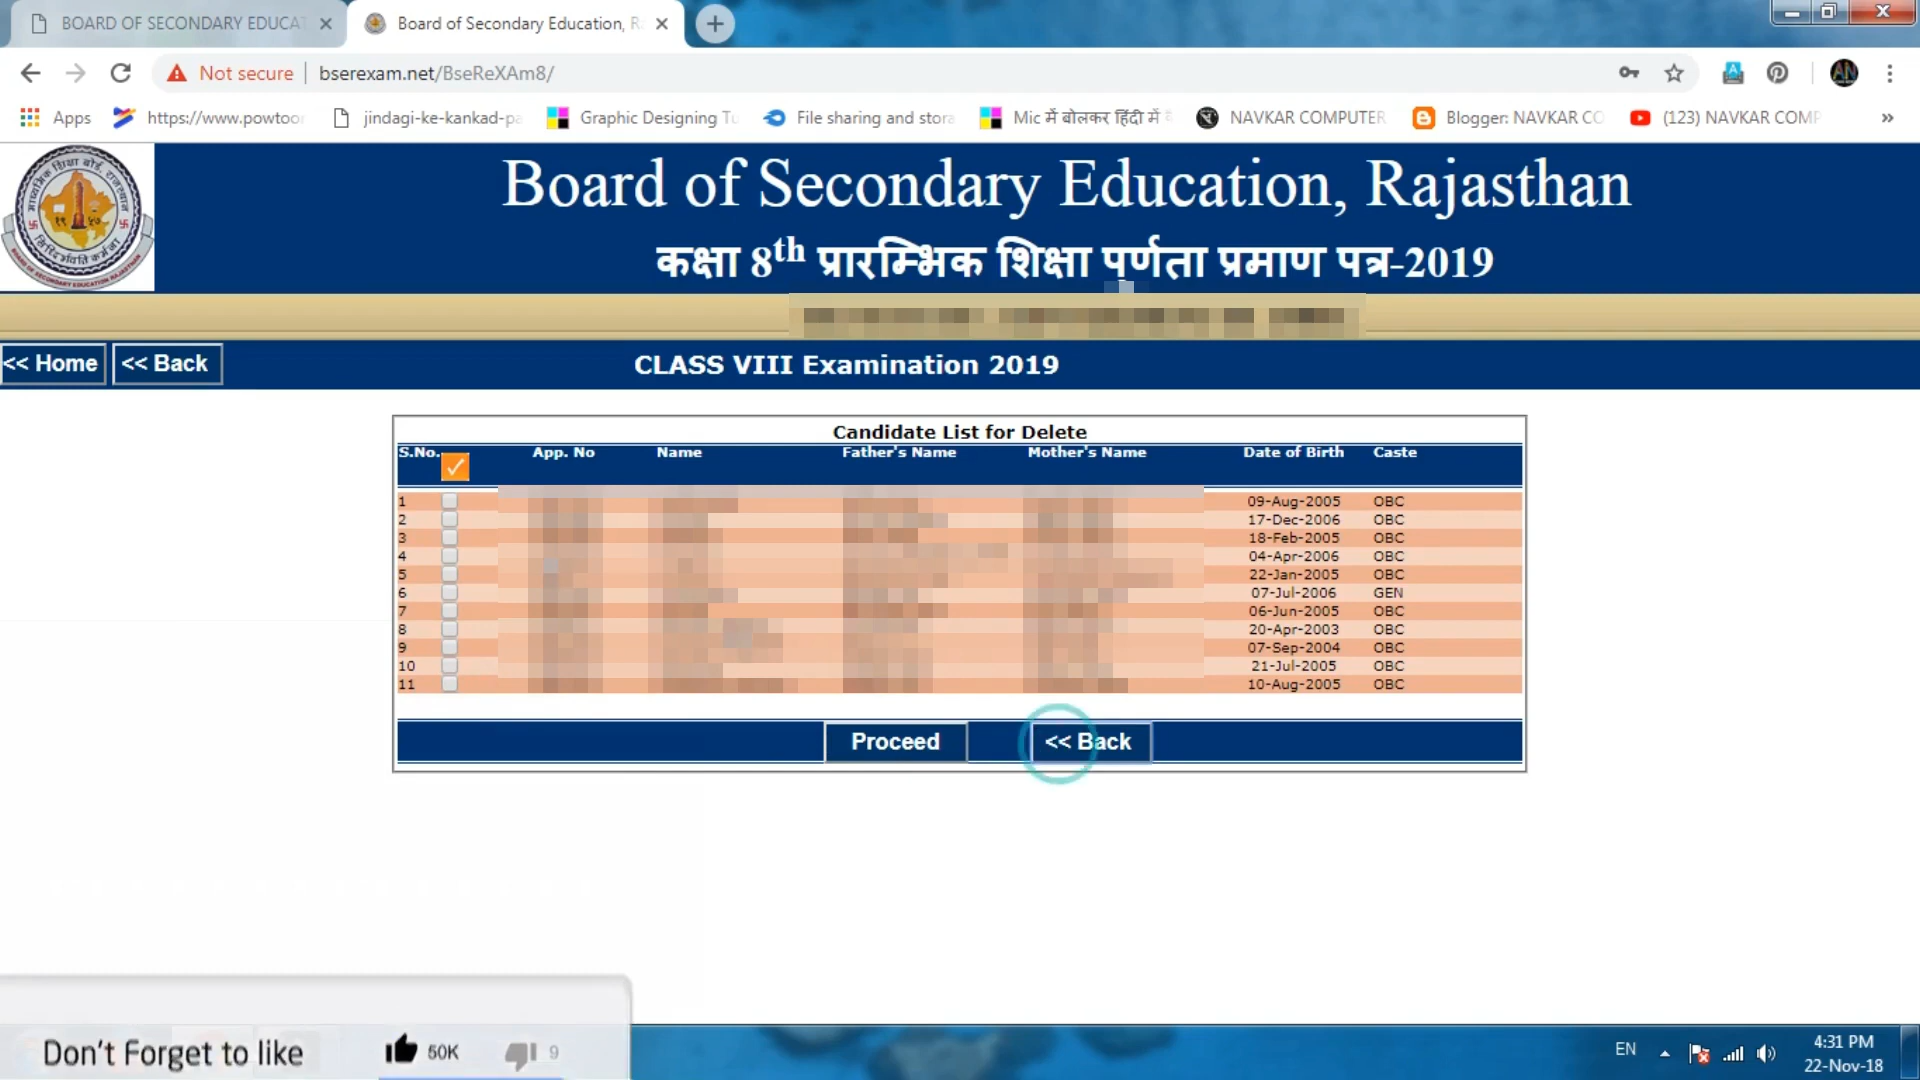 BOARD OF SECONDARY EDUCAT
Board of Secondary Education, R
Not secure
bserexam.net/BseReXAm8/
Apps
https://www.powtoor
jindagi-ke-kankad-pa
Graphic Designing Tu
File sharing and stora
Mic में बोलकर हिंदी में
NAVKAR COMPUTER
Blogger: NAVKAR CO
(123) NAVKAR COMP
»
Board of Secondary Education, Rajasthan
कक्षा 8th प्रारम्भिक शिक्षा पूर्णता प्रमाण पत्र-2019
<< Home
<< Back
CLASS VIII Examination 2019
Candidate List for Delete
S.No. App. No Name Father's Name Mother's Name Date of Birth Caste
1 09-Aug-2005 OBC
2 17-Dec-2006 OBC
3 18-Feb-2005 OBC
4 04-Apr-2006 OBC
5 22-Jan-2005 OBC
6 07-Jul-2006 GEN
7 06-Jun-2005 OBC
8 20-Apr-2003 OBC
9 07-Sep-2004 OBC
10 21-Jul-2005 OBC
11 10-Aug-2005 OBC
Proceed
<< Back
Don't Forget to like
50K
9
EN
4:31 PM
22-Nov-18